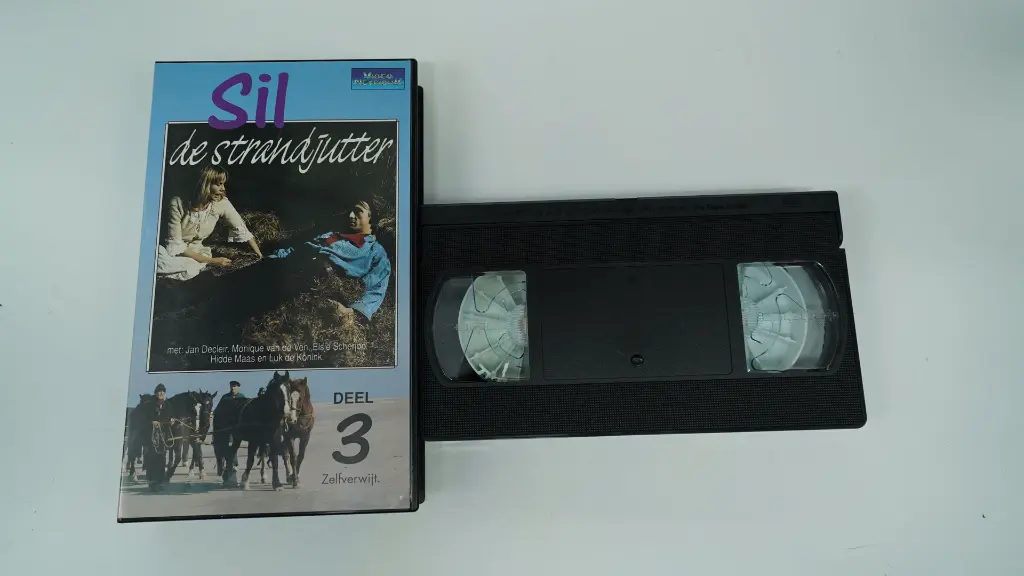 Sil
de strandjutter
met: Jan Decleir, Monique van de Ven, Elsje Scherjon,
Hidde Maas en Luk de Konink.
DEEL
3
Zelfverwijt.